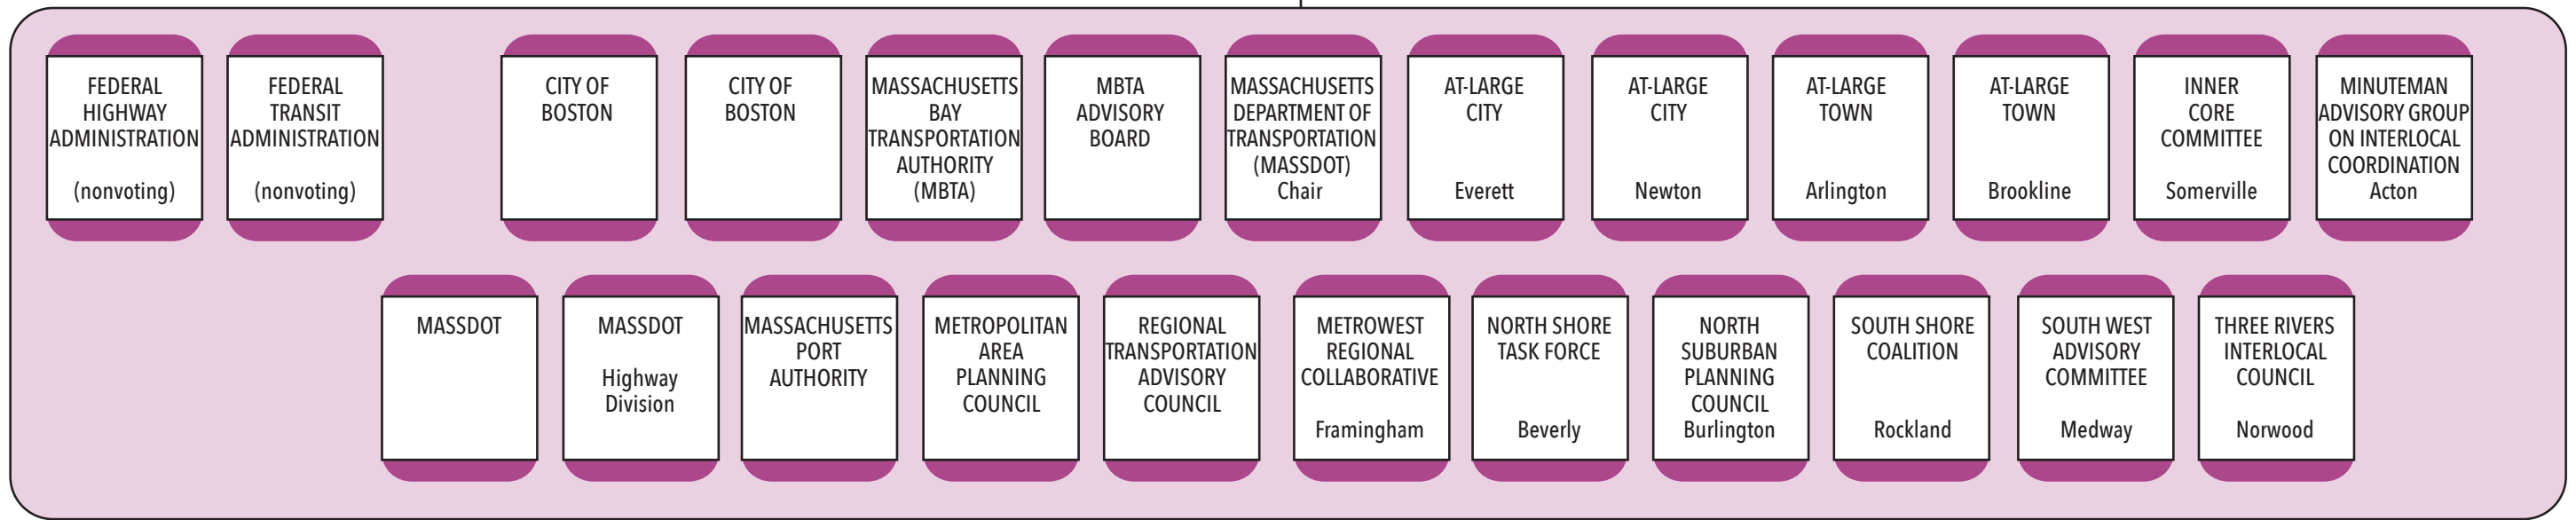 FEDERAL
HIGHWAY
ADMINISTRATION
(nonvoting)
FEDERAL
TRANSIT
ADMINISTRATION
(nonvoting)
CITY OF
BOSTON
CITY OF
BOSTON
MASSACHUSETTS
BAY
TRANSPORTATION
AUTHORITY
(MBTA)
MBTA
ADVISORY
BOARD
MASSACHUSETTS
DEPARTMENT OF
TRANSPORTATION
(MASSDOT)
Chair
AT-LARGE
CITY
Everett
AT-LARGE
CITY
Newton
AT-LARGE
TOWN
Arlington
AT-LARGE
TOWN
Brookline
INNER
CORE
COMMITTEE
Somerville
MINUTEMAN
ADVISORY GROUP
ON INTERLOCAL
COORDINATION
Acton
MASSDOT
MASSDOT
Highway
Division
MASSACHUSETTS
PORT
AUTHORITY
METROPOLITAN
AREA
PLANNING
COUNCIL
REGIONAL
TRANSPORTATION
ADVISORY
COUNCIL
METROWEST
REGIONAL
COLLABORATIVE
Framingham
NORTH SHORE
TASK FORCE
Beverly
NORTH
SUBURBAN
PLANNING
COUNCIL
Burlington
SOUTH SHORE
COALITION
Rockland
SOUTH WEST
ADVISORY
COMMITTEE
Medway
THREE RIVERS
INTERLOCAL
COUNCIL
Norwood